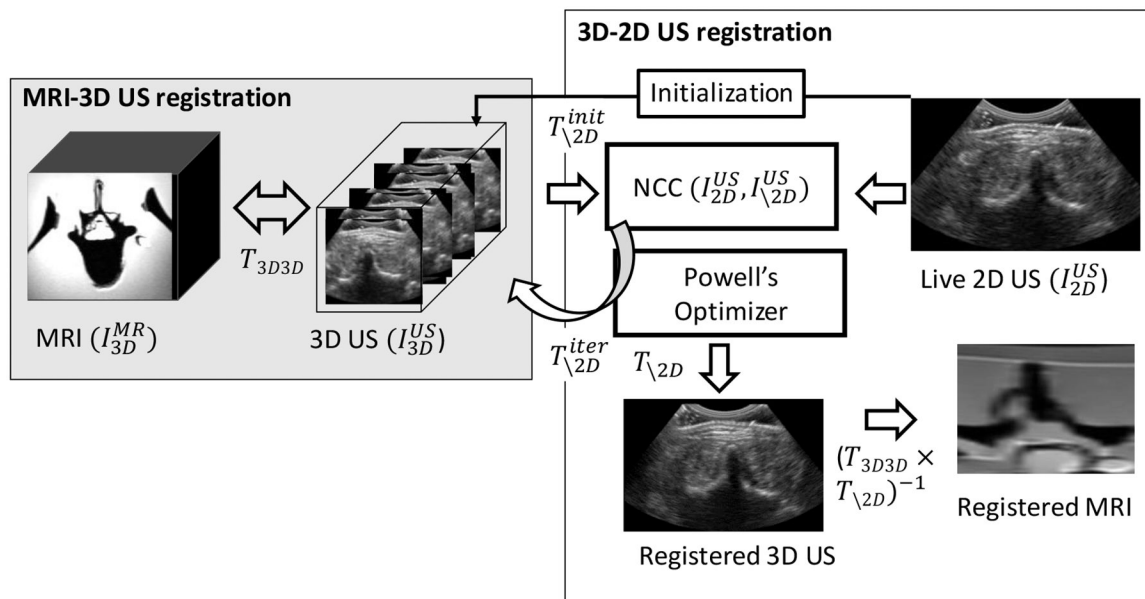 3D-2D US registration
MRI-3D US registration
Initialization
T_{\2D}^{init}
NCC (I_{2D}^{US}, I_{\2D}^{US})
T_{3D3D}
Powell’s
Optimizer
Live 2D US (I_{2D}^{US})
MRI (I_{3D}^{MR})
3D US (I_{3D}^{US})
T_{\2D}^{iter}
T_{\2D}
(T_{3D3D} ×
T_{\2D})^{-1}
Registered MRI
Registered 3D US